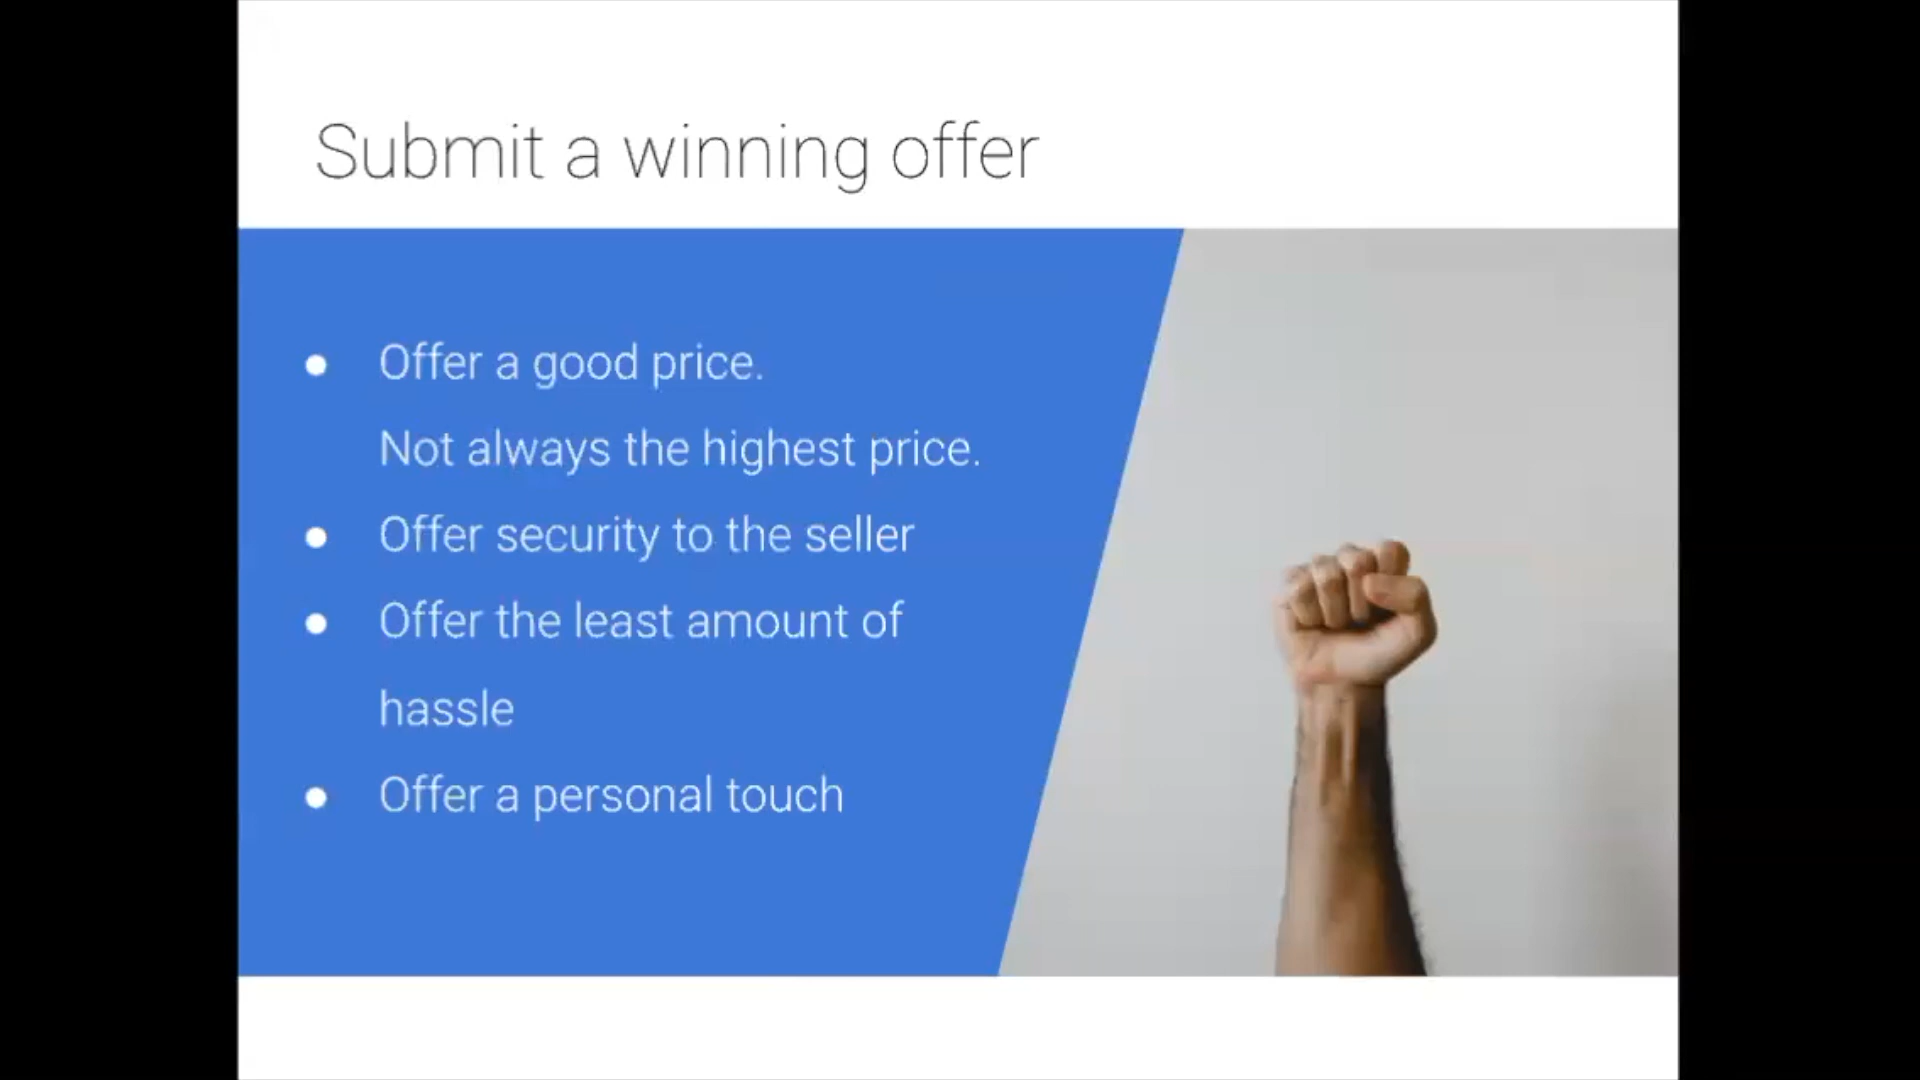 Submit a winning offer
● Offer a good price.
Not always the highest price.
● Offer security to the seller
● Offer the least amount of
hassle
● Offer a personal touch